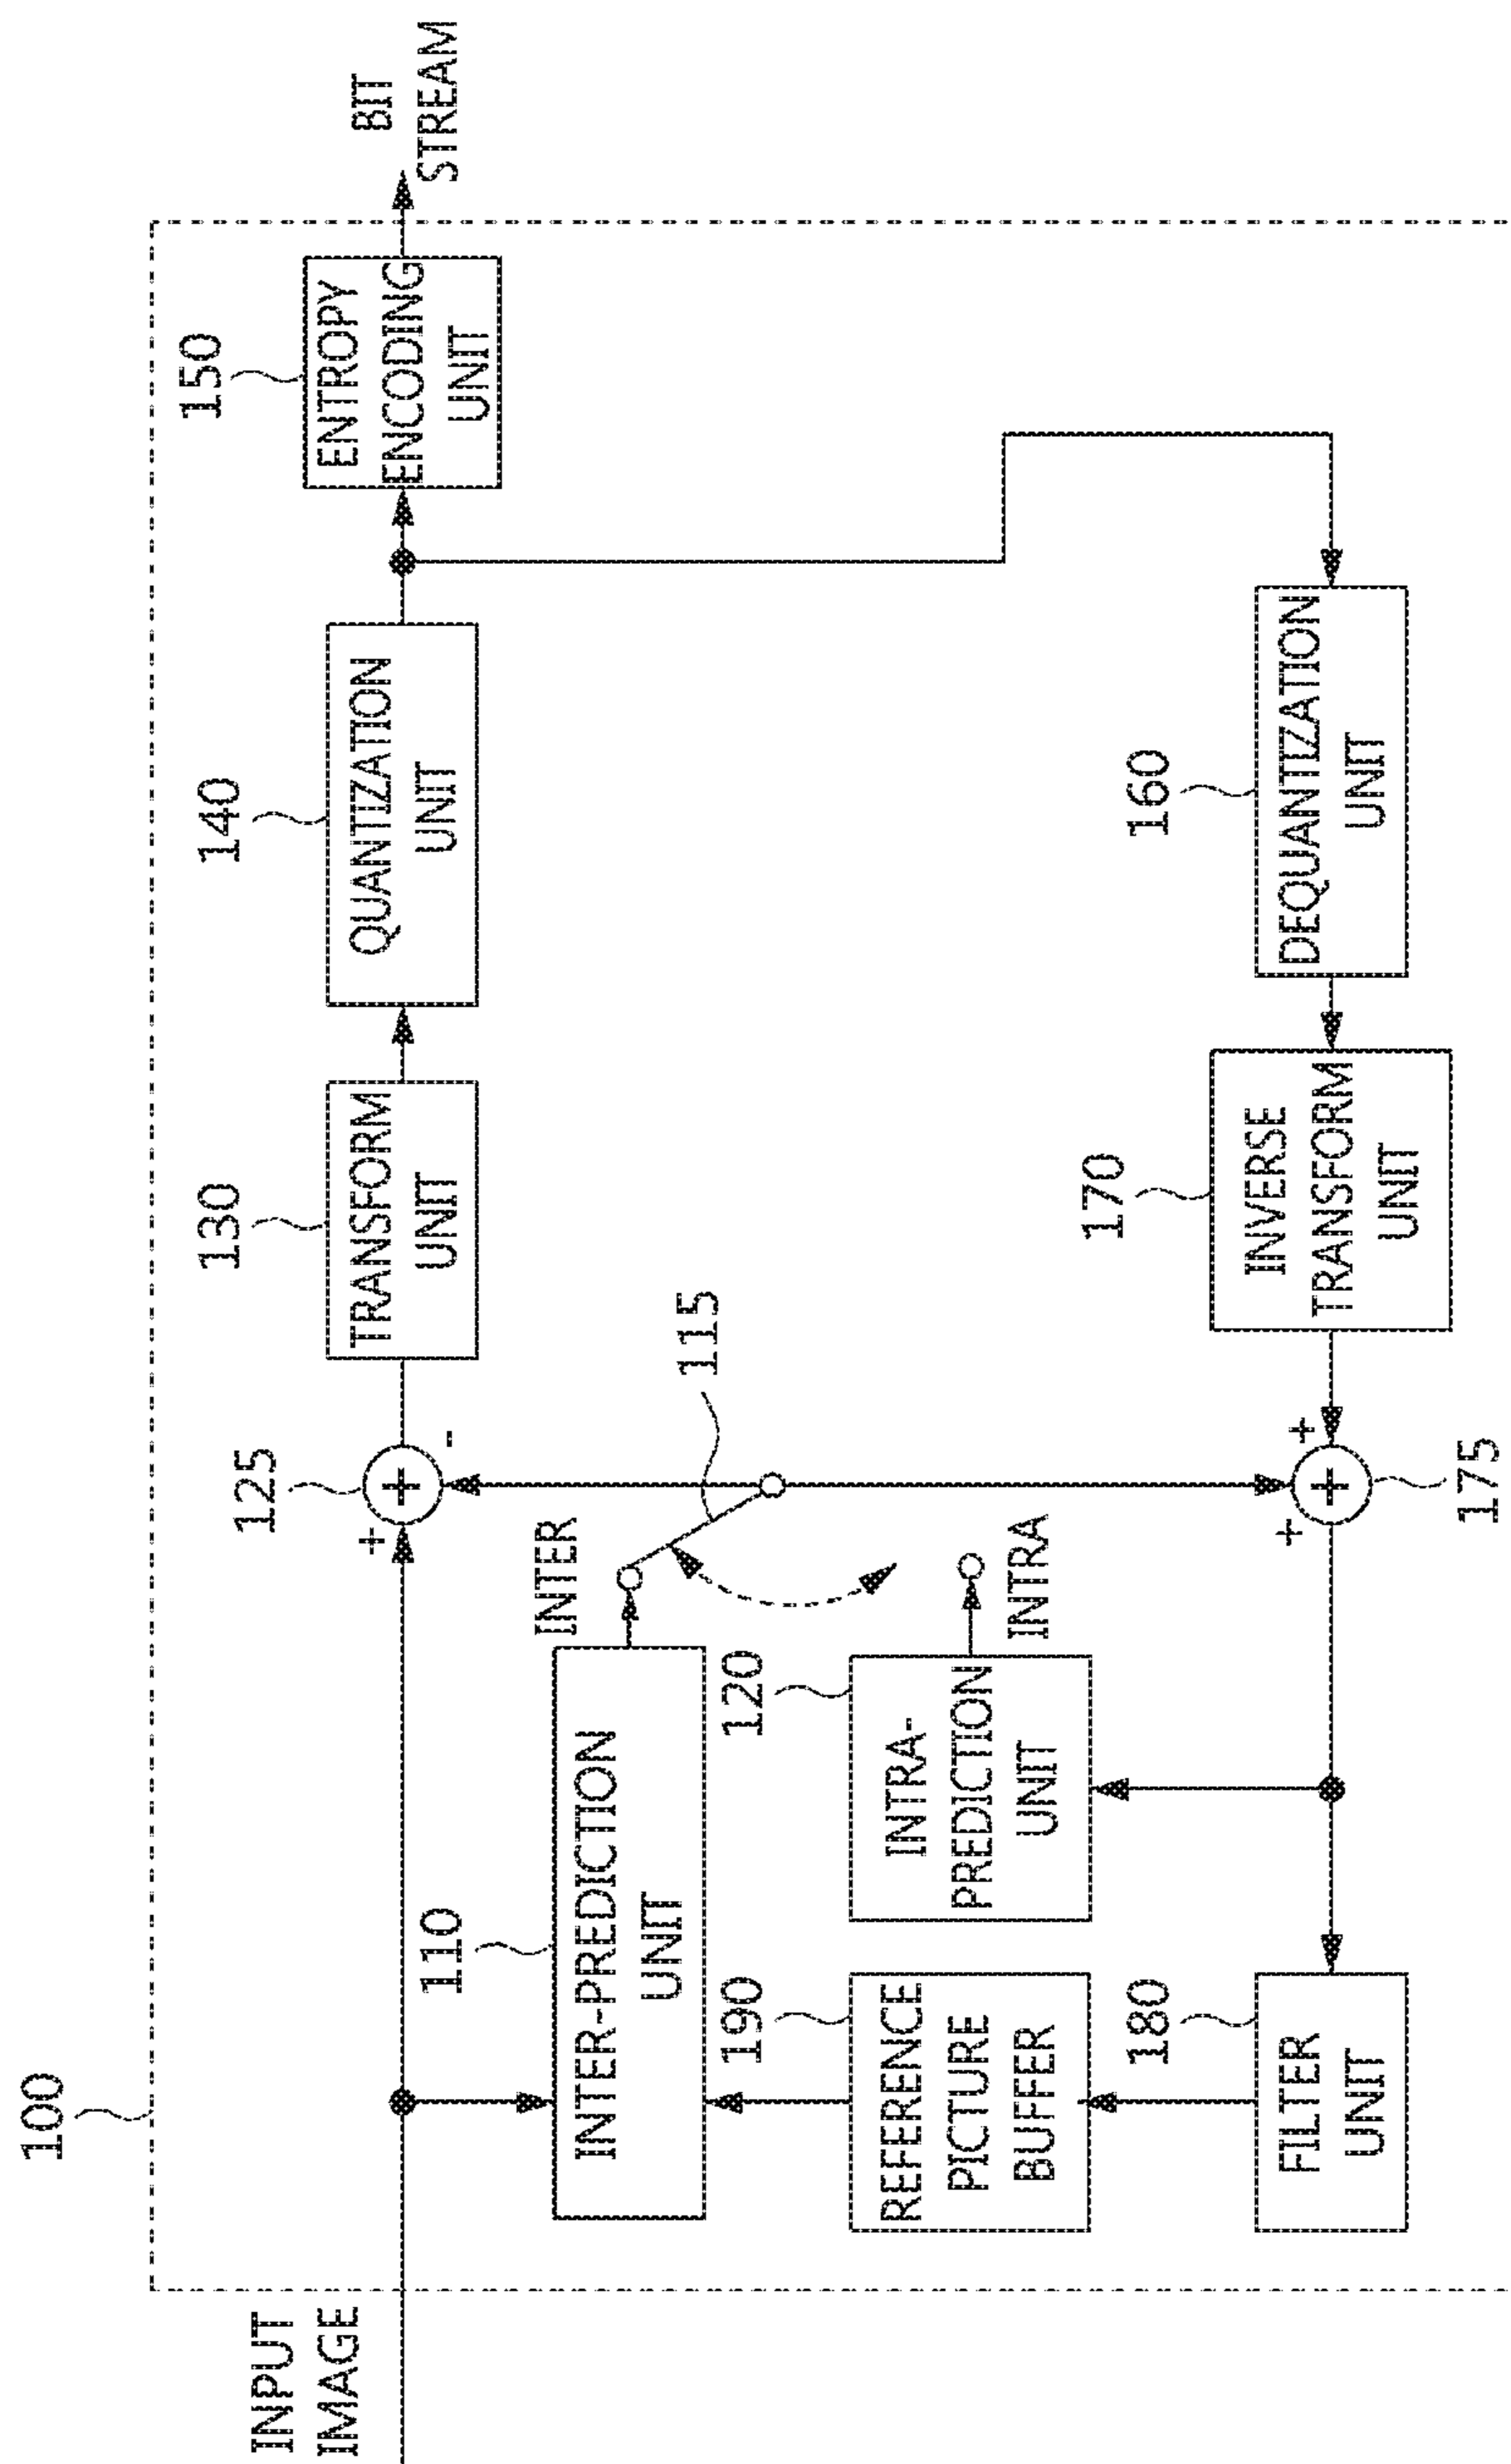 100
INPUT
IMAGE
125
+
-
+
130
TRANSFORM
UNIT
140
QUANTIZATION
UNIT
150
ENTROPY
ENCODING
UNIT
BIT
STREAM
110
INTER-PREDICTION
UNIT
INTER
115
190
REFERENCE
PICTURE
BUFFER
120
INTRA-
PREDICTION
UNIT
INTRA
180
FILTER
UNIT
+
+
+
175
170
INVERSE
TRANSFORM
UNIT
160
DEQUANTIZATION
UNIT